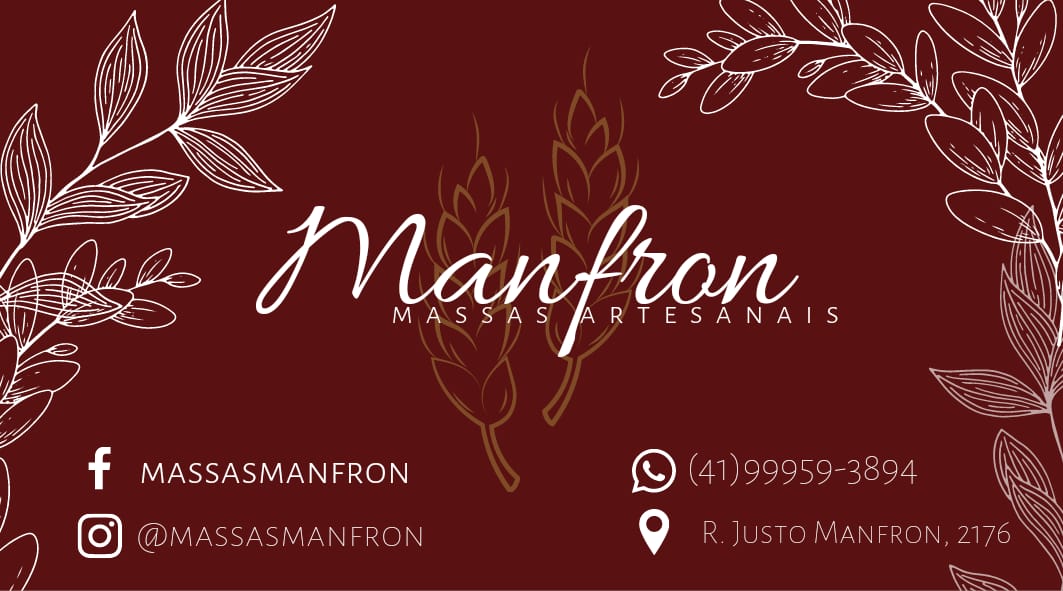 Manfron
MASSAS ARTESANAIS
MASSASMANFRON
@MASSASMANFRON
(41)99959-3894
R. JUSTO MANFRON, 2176